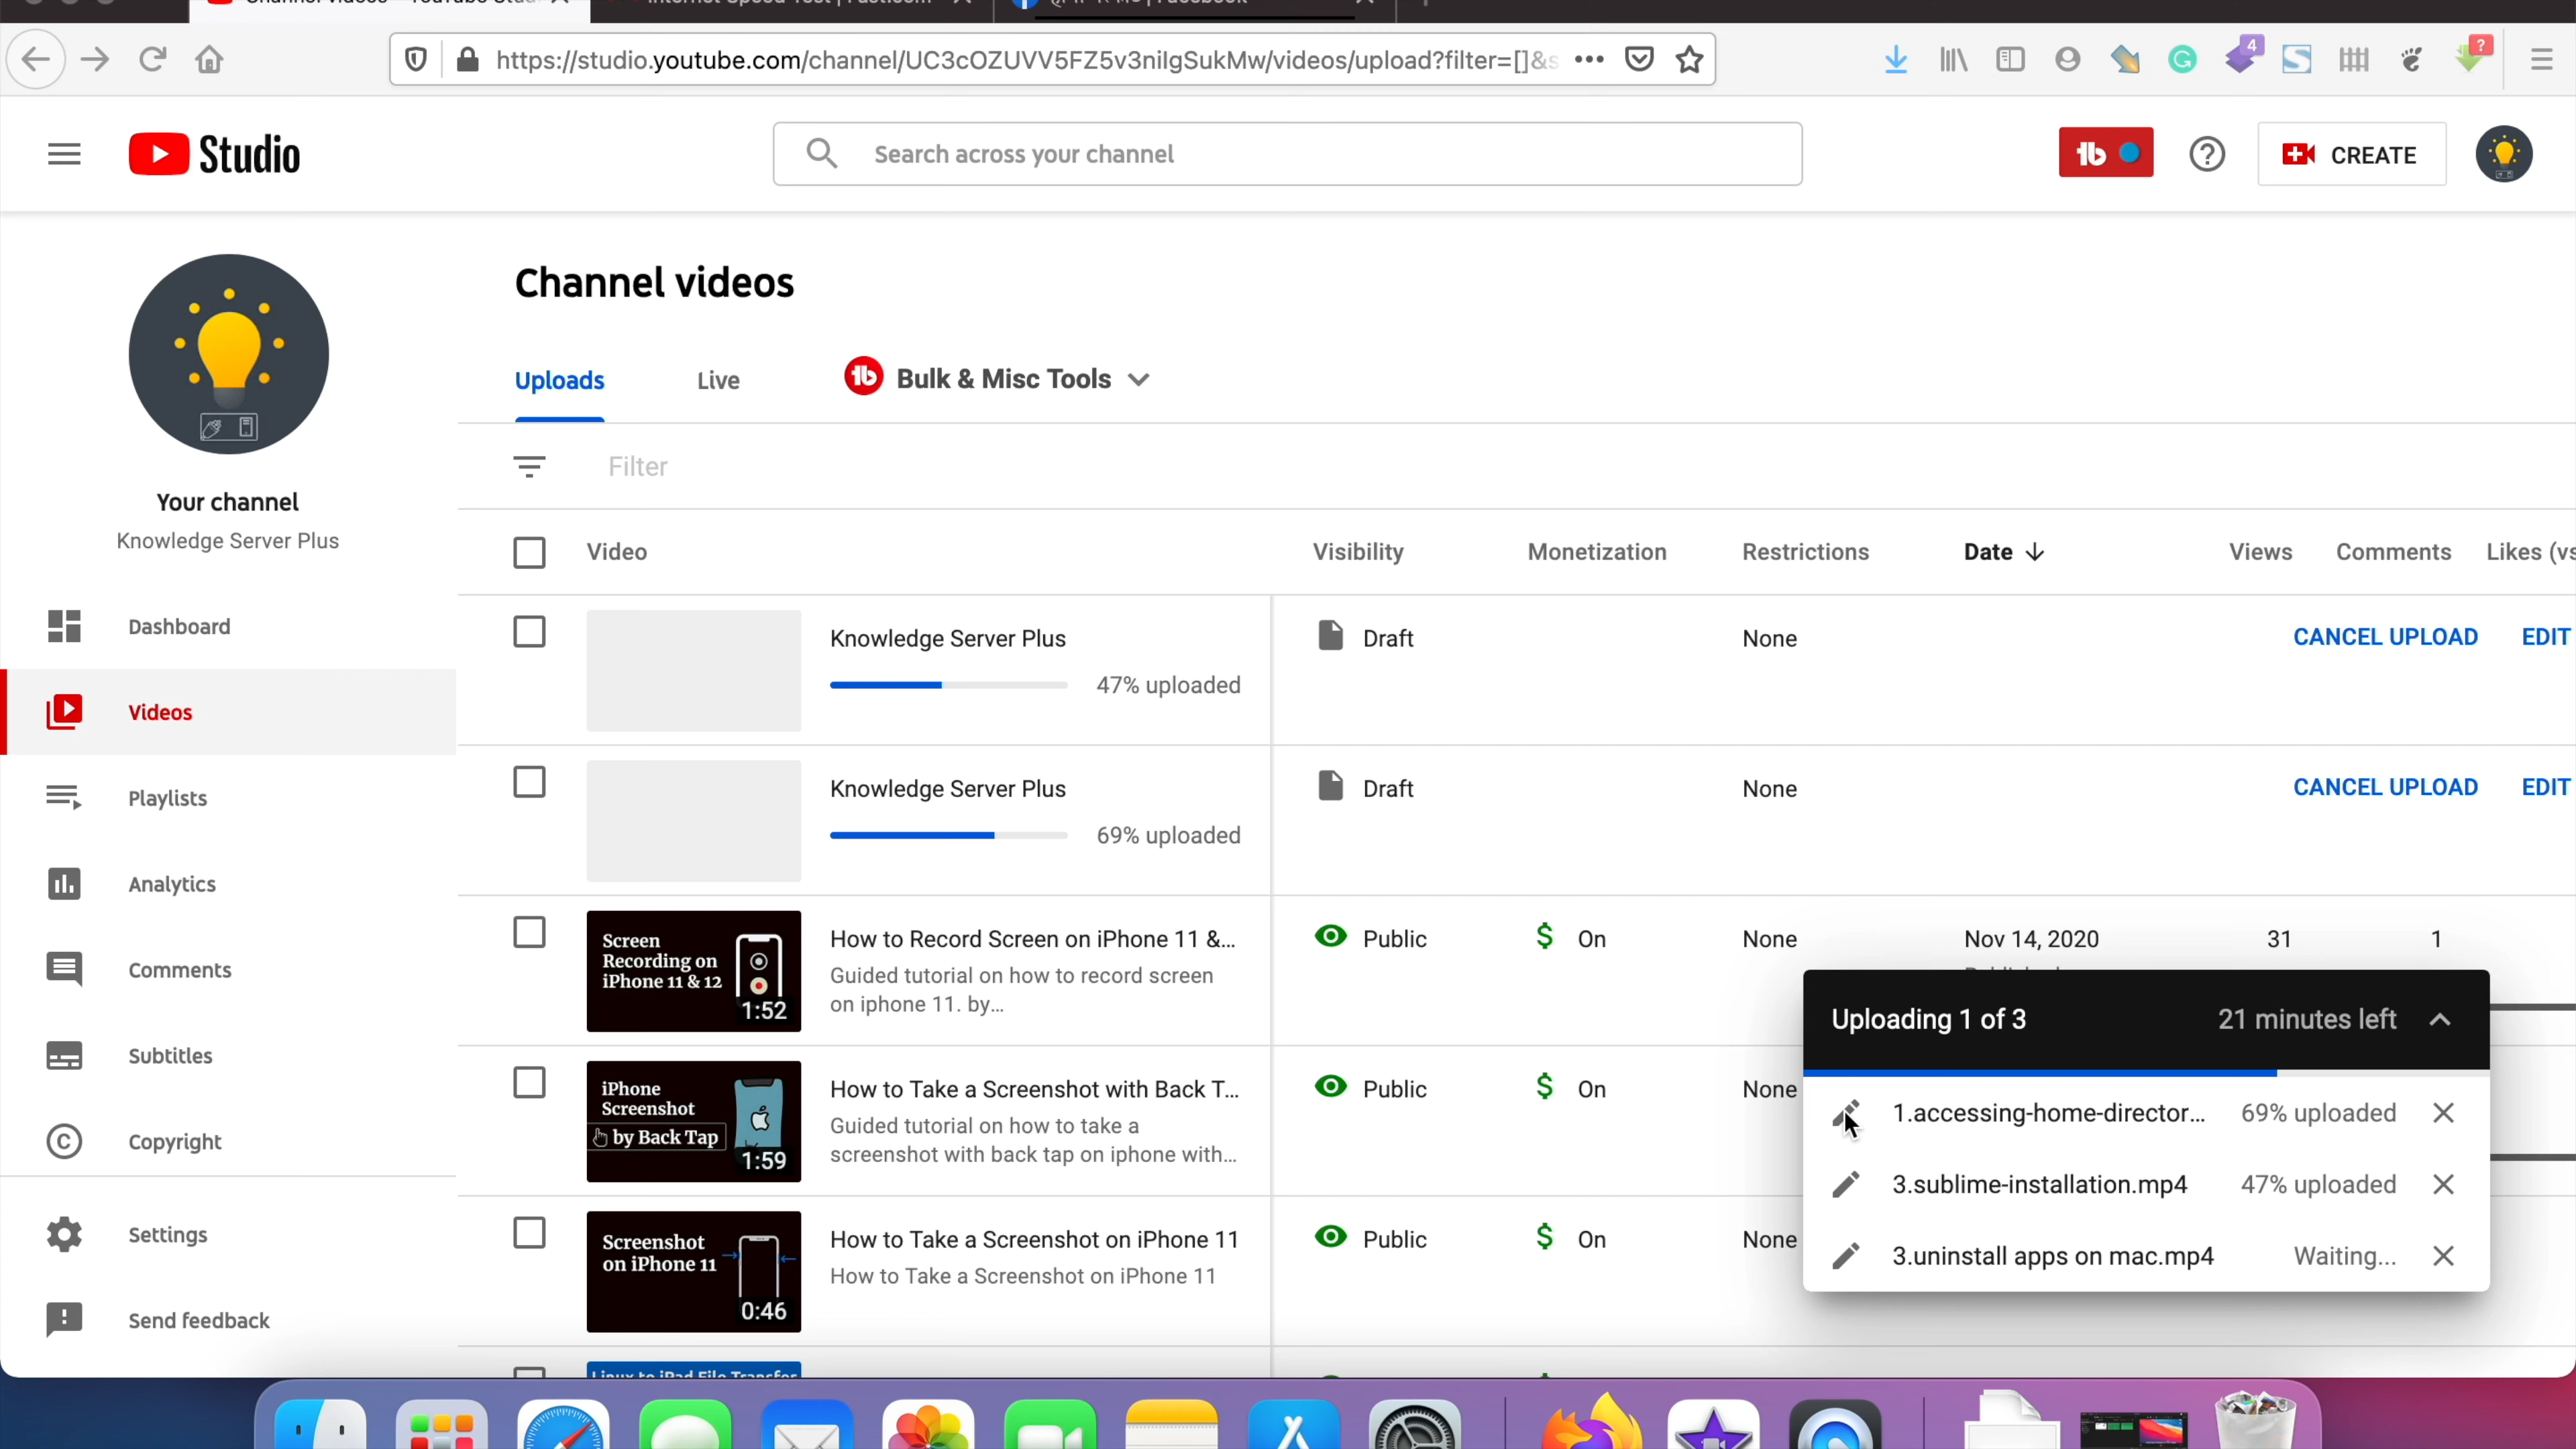 https://studio.youtube.com/channel/UC3cOZUVV5FZ5v3nilgSukMw/videos/upload?filter=[]&s
4
?
Studio
Search across your channel
CREATE
Channel videos
Uploads
Live
Bulk & Misc Tools
Filter
Your channel
Knowledge Server Plus
Video
Visibility
Monetization
Restrictions
Date
Views
Comments
Likes (vs
Dashboard
Videos
Playlists
Analytics
Comments
Subtitles
Copyright
Settings
Send feedback
Knowledge Server Plus
47% uploaded
Draft
None
CANCEL UPLOAD
EDIT
Knowledge Server Plus
69% uploaded
Draft
None
CANCEL UPLOAD
EDIT
Screen
Recording on
iPhone 11 & 12
1:52
How to Record Screen on iPhone 11 &...
Guided tutorial on how to record screen
on iphone 11. by...
Public
On
None
Nov 14, 2020
31
1
iPhone
Screenshot
by Back Tap
1:59
How to Take a Screenshot with Back T...
Guided tutorial on how to take a
screenshot with back tap on iphone with...
Public
On
None
Screenshot
on iPhone 11
0:46
How to Take a Screenshot on iPhone 11
How to Take a Screenshot on iPhone 11
Public
On
None
Linux to iPad File Transfer
Uploading 1 of 3
21 minutes left
1.accessing-home-director...
69% uploaded
3.sublime-installation.mp4
47% uploaded
3.uninstall apps on mac.mp4
Waiting...